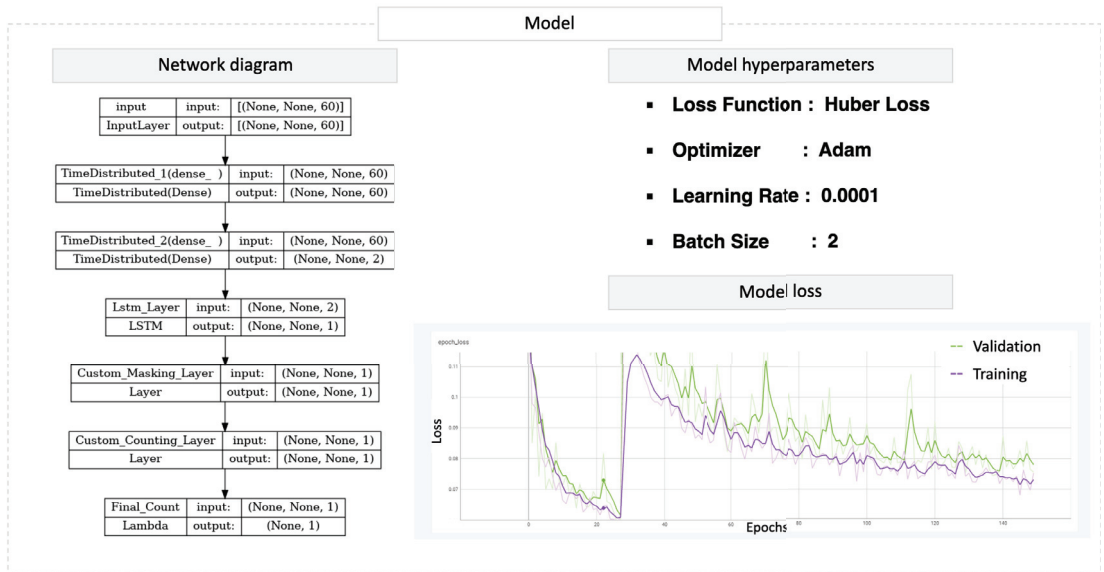 Model
Network diagram
input input: [(None, None, 60)]
InputLayer output: [(None, None, 60)]
TimeDistributed_1(dense_ ) input: (None, None, 60)
TimeDistributed(Dense) output: (None, None, 60)
TimeDistributed_2(dense_ ) input: (None, None, 60)
TimeDistributed(Dense) output: (None, None, 2)
Lstm_Layer input: (None, None, 2)
LSTM output: (None, None, 1)
Custom_Masking_Layer input: (None, None, 1)
Layer output: (None, None, 1)
Custom_Counting_Layer input: (None, None, 1)
Layer output: (None, None, 1)
Final_Count input: (None, None, 1)
Lambda output: (None, 1)
Model hyperparameters
▪ Loss Function : Huber Loss
▪ Optimizer : Adam
▪ Learning Rate : 0.0001
▪ Batch Size : 2
Model loss
epoch_loss
Validation
Training
Loss
0.11
0.1
0.09
0.08
0.07
0 20 40 60 80 100 120 140
Epochs